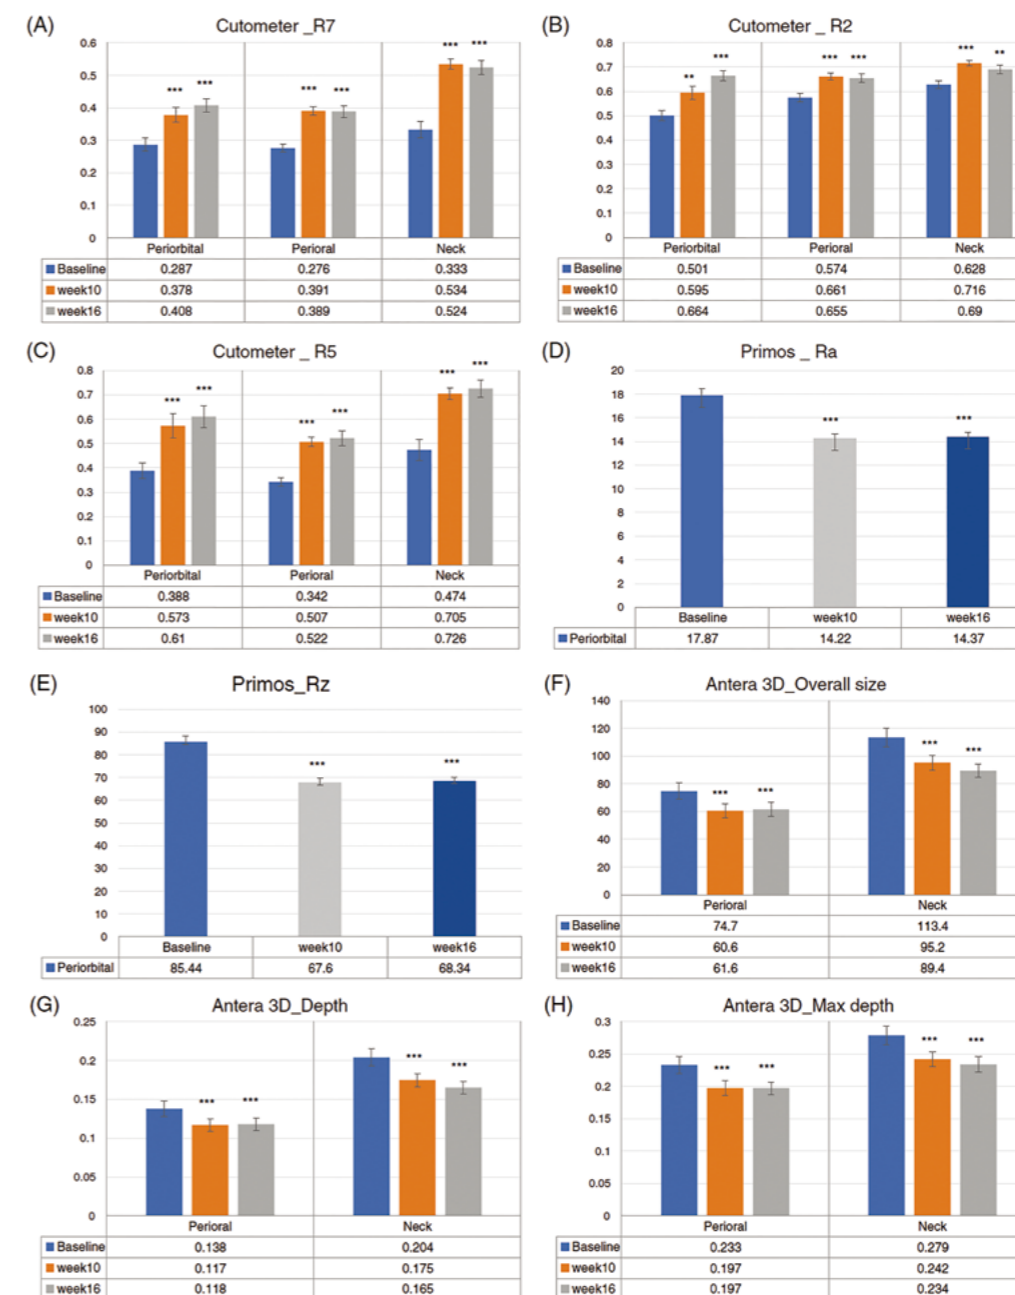 (A) Cutometer _R7
0.6
0.5
0.4
0.3
0.2
0.1
0
*** *** *** *** *** ***
Periorbital Perioral Neck
Baseline 0.287 0.276 0.333
week10 0.378 0.391 0.534
week16 0.408 0.389 0.524
(B) Cutometer _ R2
0.8
0.7
0.6
0.5
0.4
0.3
0.2
0.1
0
** *** *** *** *** **
Periorbital Perioral Neck
Baseline 0.501 0.574 0.628
week10 0.595 0.661 0.716
week16 0.664 0.655 0.69
(C) Cutometer _ R5
0.8
0.7
0.6
0.5
0.4
0.3
0.2
0.1
0
*** *** *** *** *** ***
Periorbital Perioral Neck
Baseline 0.388 0.342 0.474
week10 0.573 0.507 0.705
week16 0.61 0.522 0.726
(D) Primos _ Ra
20
18
16
14
12
10
8
6
4
2
0
*** ***
Baseline week10 week16
Periorbital 17.87 14.22 14.37
(E) Primos_Rz
100
90
80
70
60
50
40
30
20
10
0
*** ***
Baseline week10 week16
Periorbital 85.44 67.6 68.34
(F) Antera 3D_Overall size
140
120
100
80
60
40
20
0
*** *** *** ***
Perioral Neck
Baseline 74.7 113.4
week10 60.6 95.2
week16 61.6 89.4
(G) Antera 3D_Depth
0.25
0.2
0.15
0.1
0.05
0
*** *** *** ***
Perioral Neck
Baseline 0.138 0.204
week10 0.117 0.175
week16 0.118 0.165
(H) Antera 3D_Max depth
0.3
0.25
0.2
0.15
0.1
0.05
0
*** *** *** ***
Perioral Neck
Baseline 0.233 0.279
week10 0.197 0.242
week16 0.197 0.234